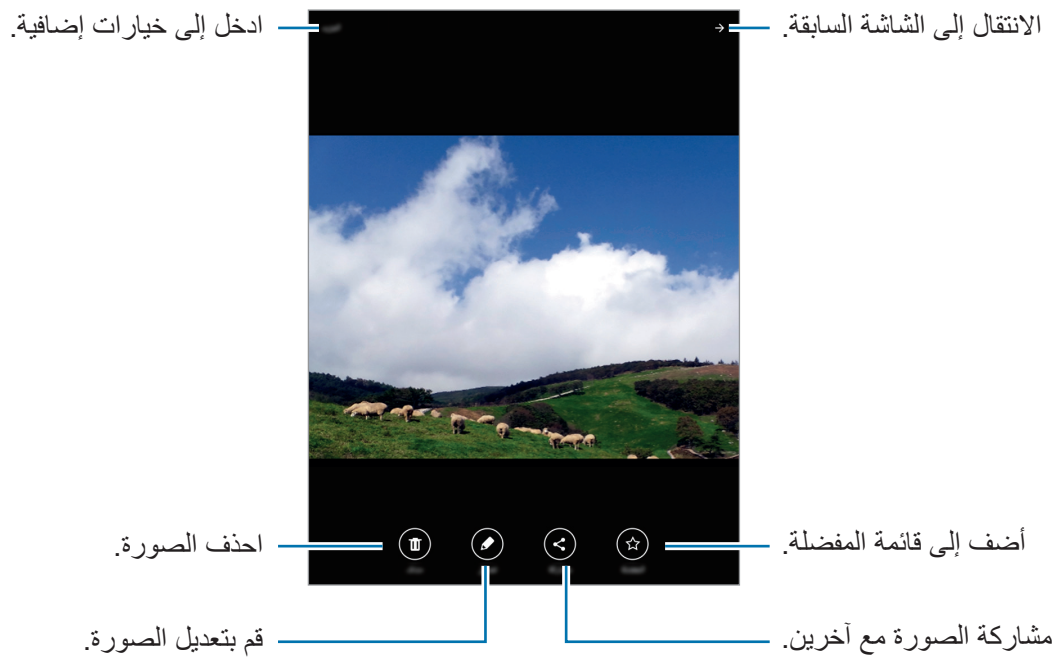 الانتقال إلى الشاشة السابقة.
ادخل إلى خيارات إضافية.
أضف إلى قائمة المفضلة.
احذف الصورة.
مشاركة الصورة مع آخرين.
قم بتعديل الصورة.